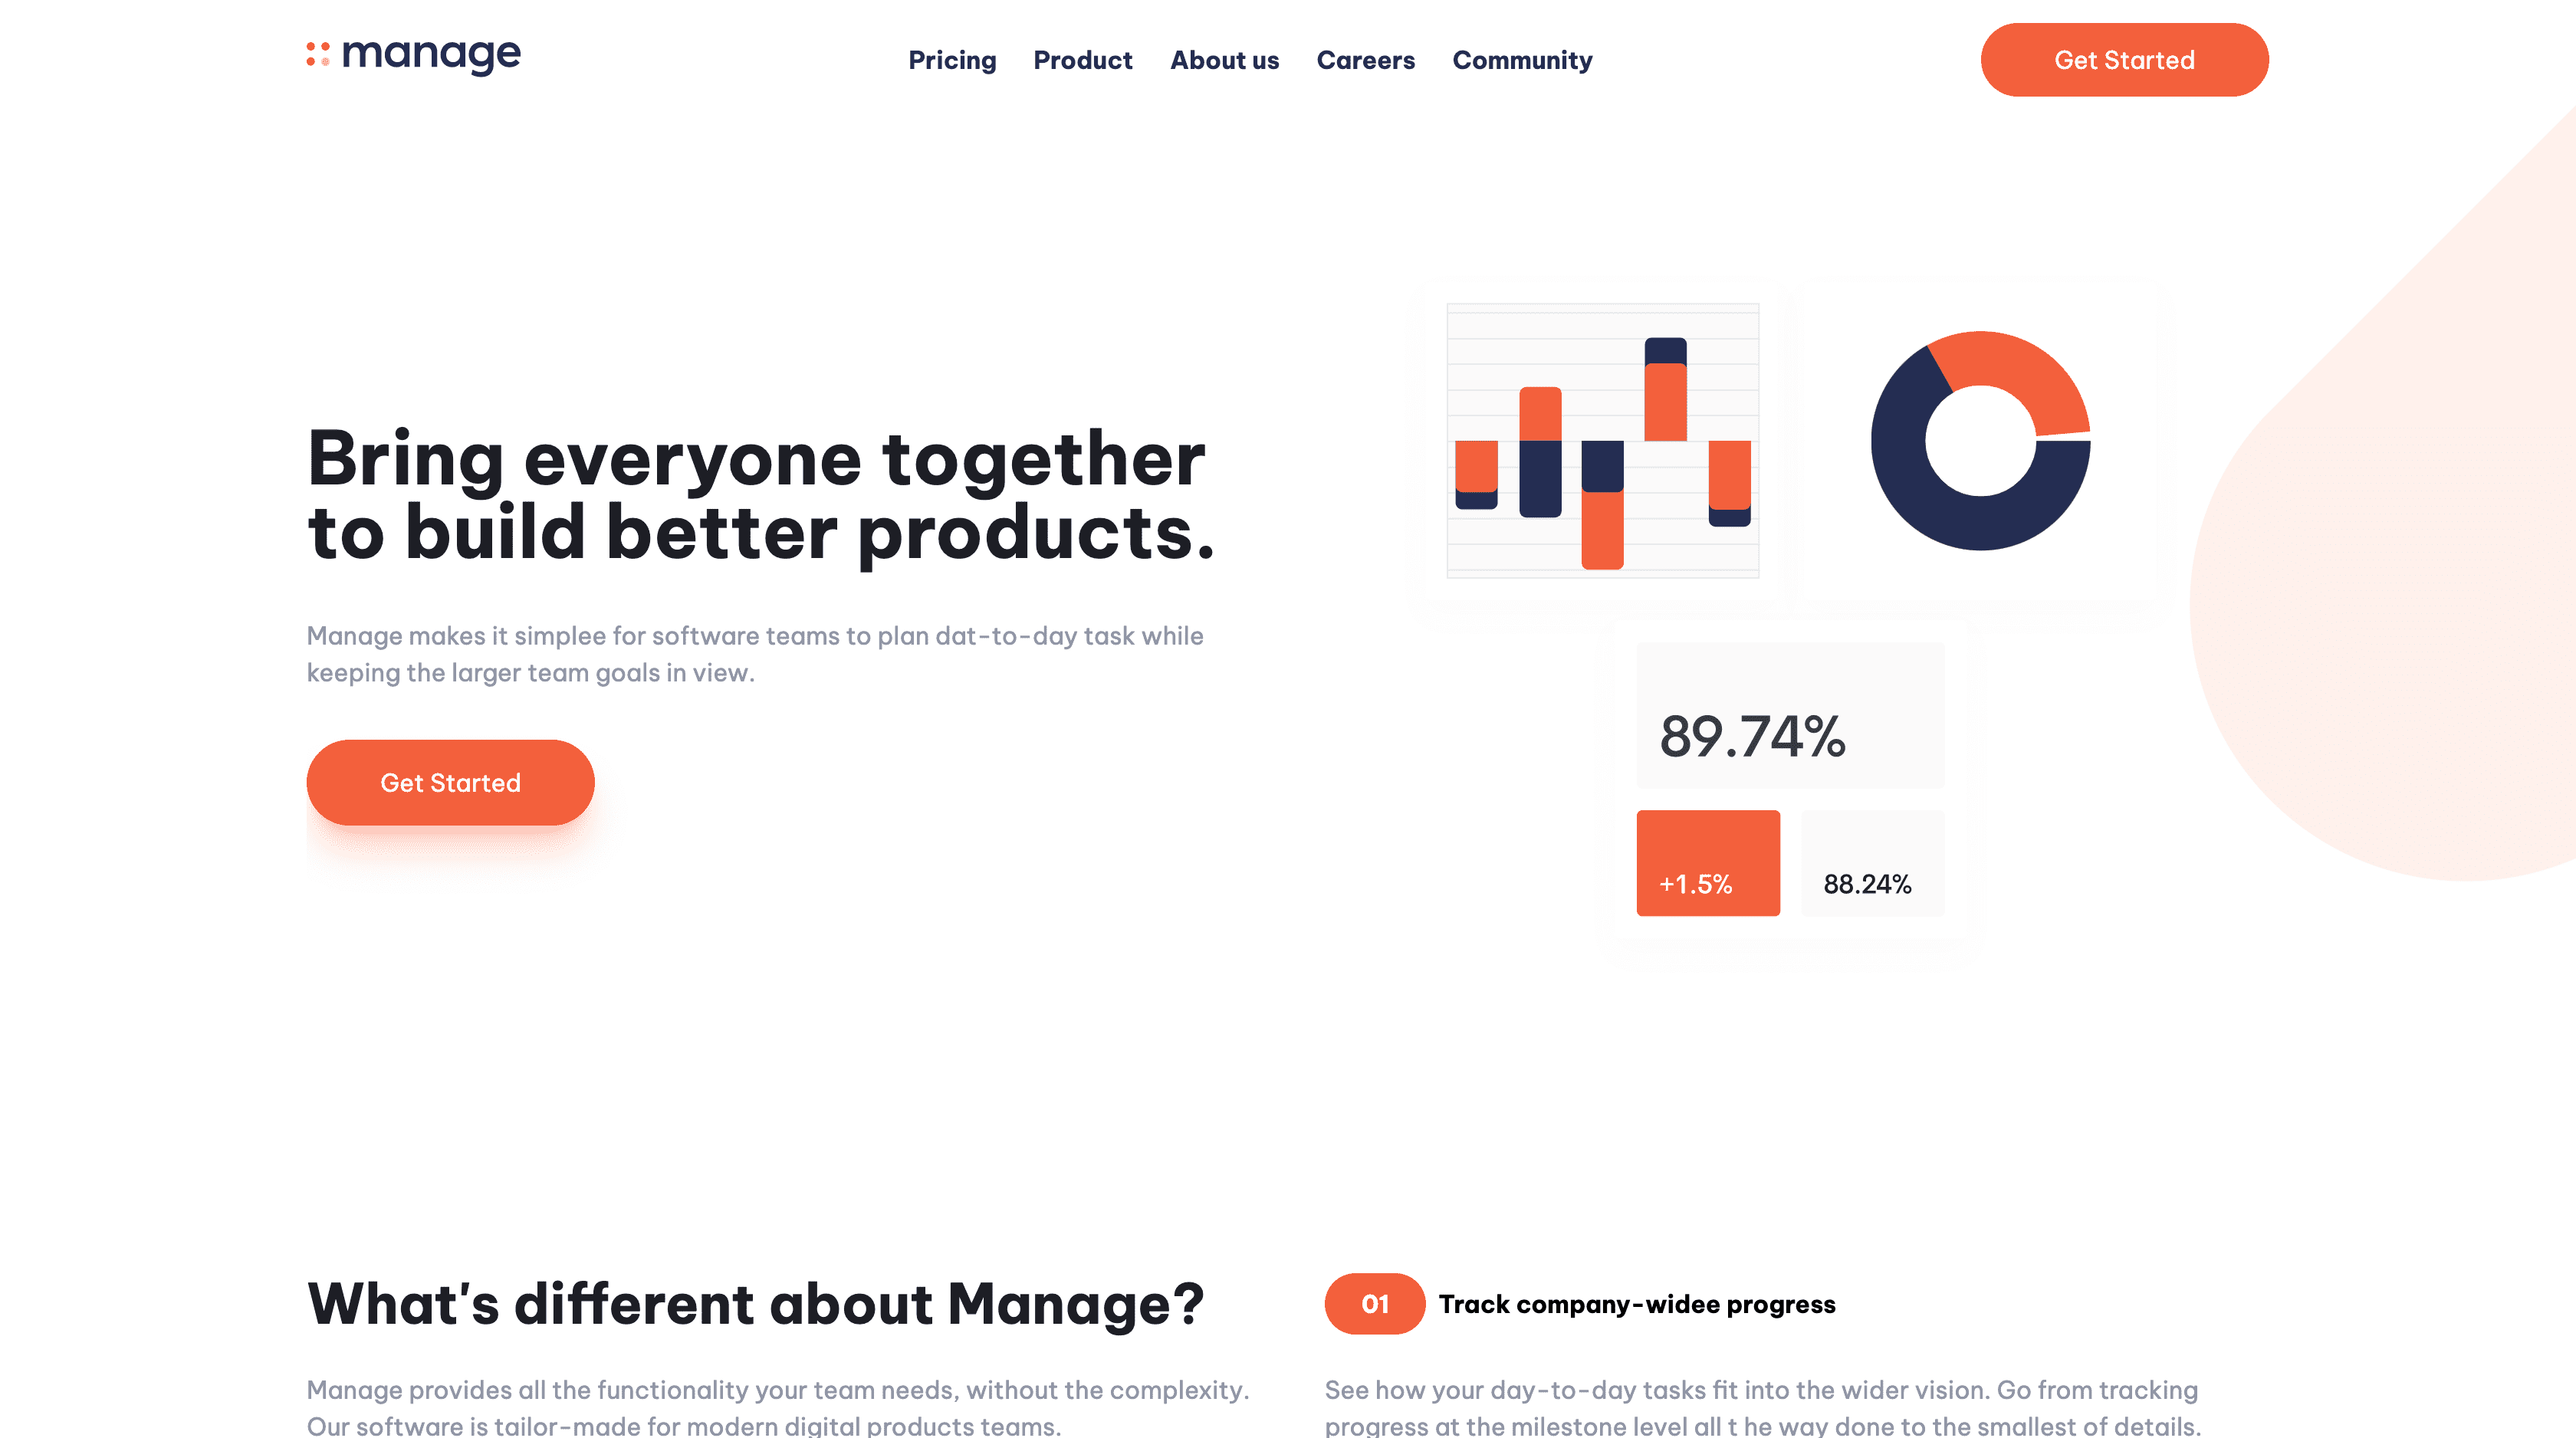 manage
Pricing Product About us Careers Community
Get Started
Bring everyone together
to build better products.
Manage makes it simplee for software teams to plan dat-to-day task while
keeping the larger team goals in view.
Get Started
89.74%
+1.5%
88.24%
What's different about Manage?
Manage provides all the functionality your team needs, without the complexity.
Our software is tailor-made for modern digital products teams.
01 Track company-widee progress
See how your day-to-day tasks fit into the wider vision. Go from tracking
progress at the milestone level all t he way done to the smallest of details.